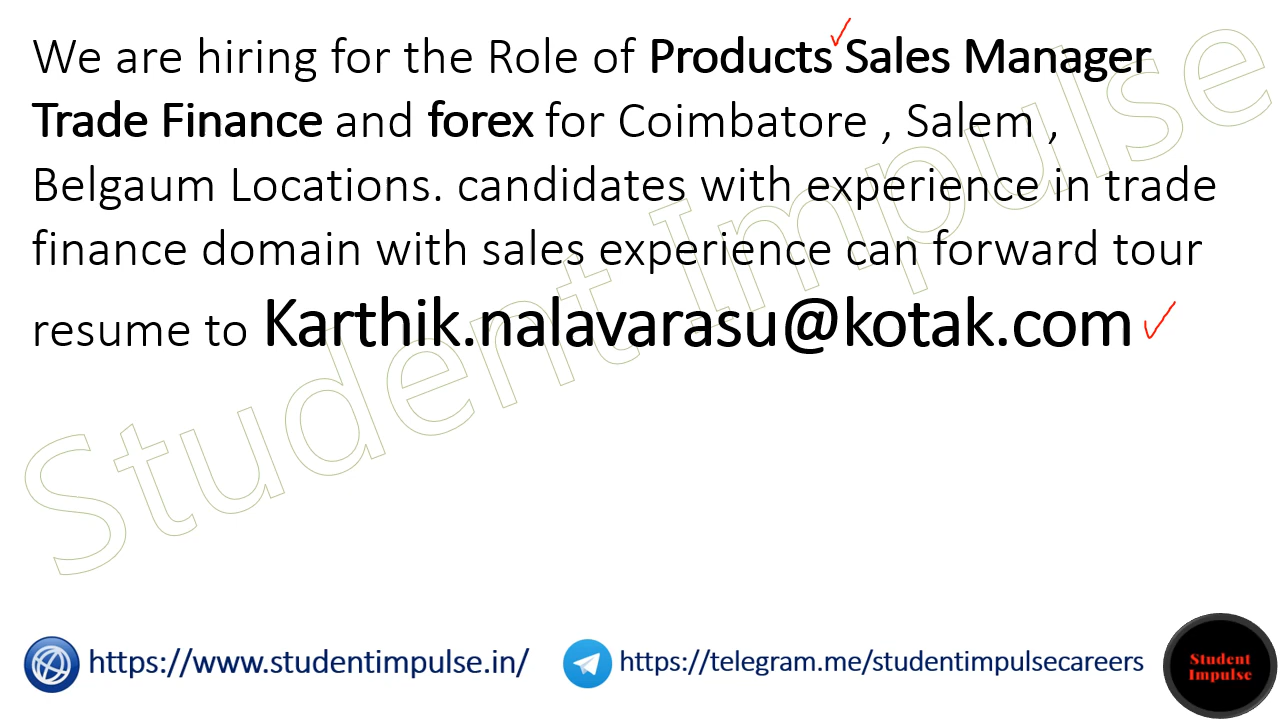 We are hiring for the Role of Products Sales Manager
Trade Finance and forex for Coimbatore , Salem ,
Belgaum Locations. candidates with experience in trade
finance domain with sales experience can forward tour
resume to Karthik.nalavarasu@kotak.com
Student Impulse
https://www.studentimpulse.in/
https://telegram.me/studentimpulsecareers
Student
Impulse